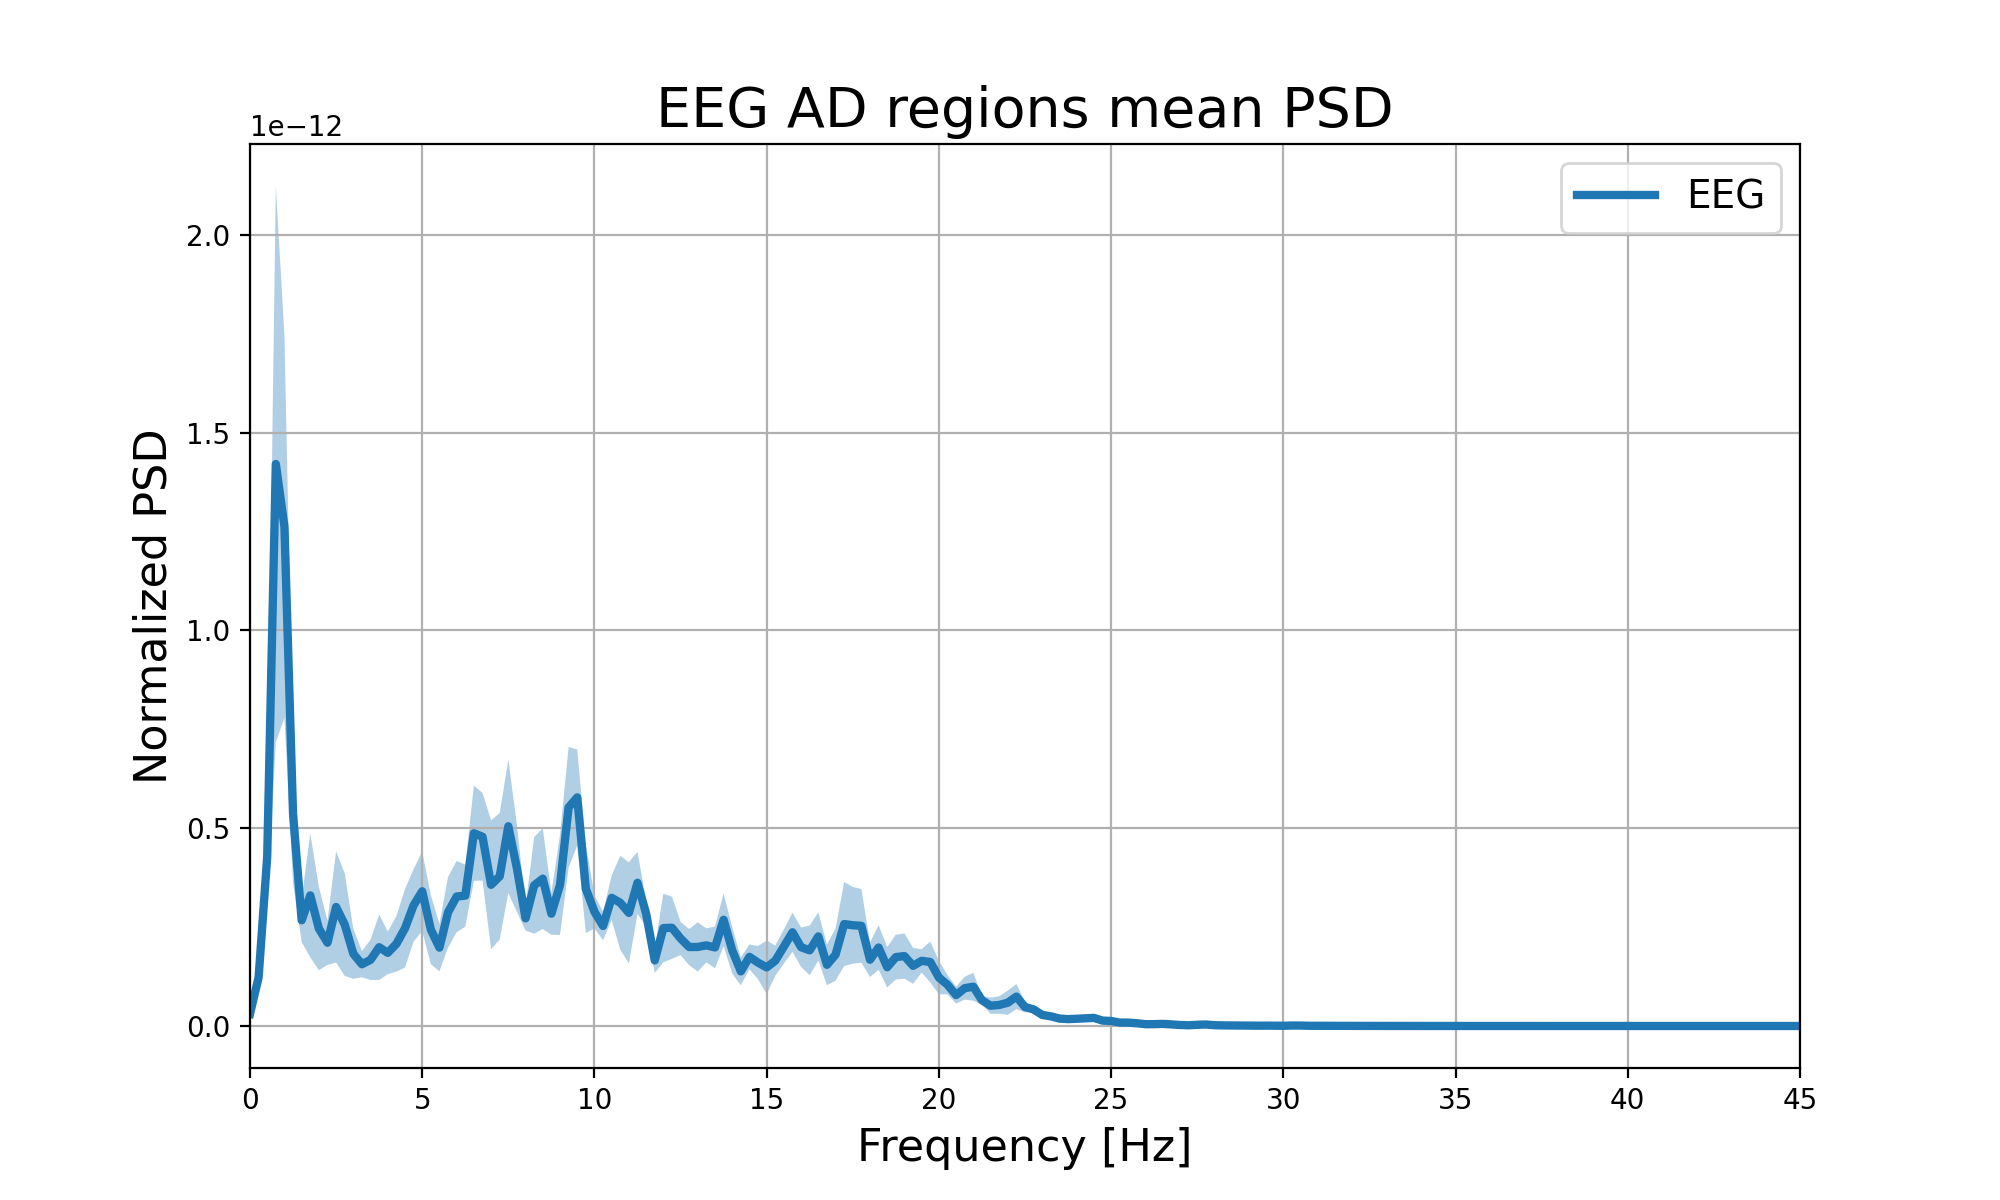 EEG AD regions mean PSD
1e−12
EEG
2.0
1.5
1.0
0.5
0.0
Normalized PSD
0 5 10 15 20 25 30 35 40 45
Frequency [Hz]